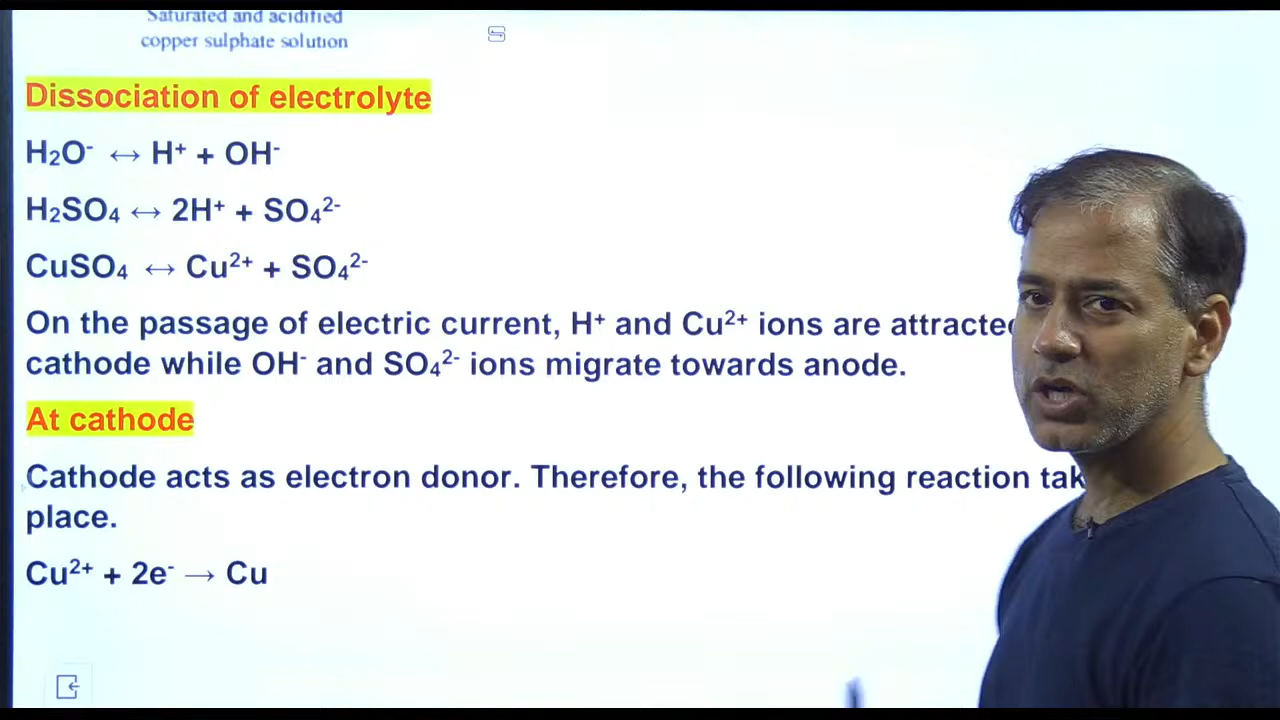 Saturated and acidified
copper sulphate solution
Dissociation of electrolyte
H₂O⁻ ↔ H⁺ + OH⁻
H₂SO₄ ↔ 2H⁺ + SO₄²⁻
CuSO₄ ↔ Cu²⁺ + SO₄²⁻
On the passage of electric current, H⁺ and Cu²⁺ ions are attracte
cathode while OH⁻ and SO₄²⁻ ions migrate towards anode.
At cathode
Cathode acts as electron donor. Therefore, the following reaction tak
place.
Cu²⁺ + 2e⁻ → Cu